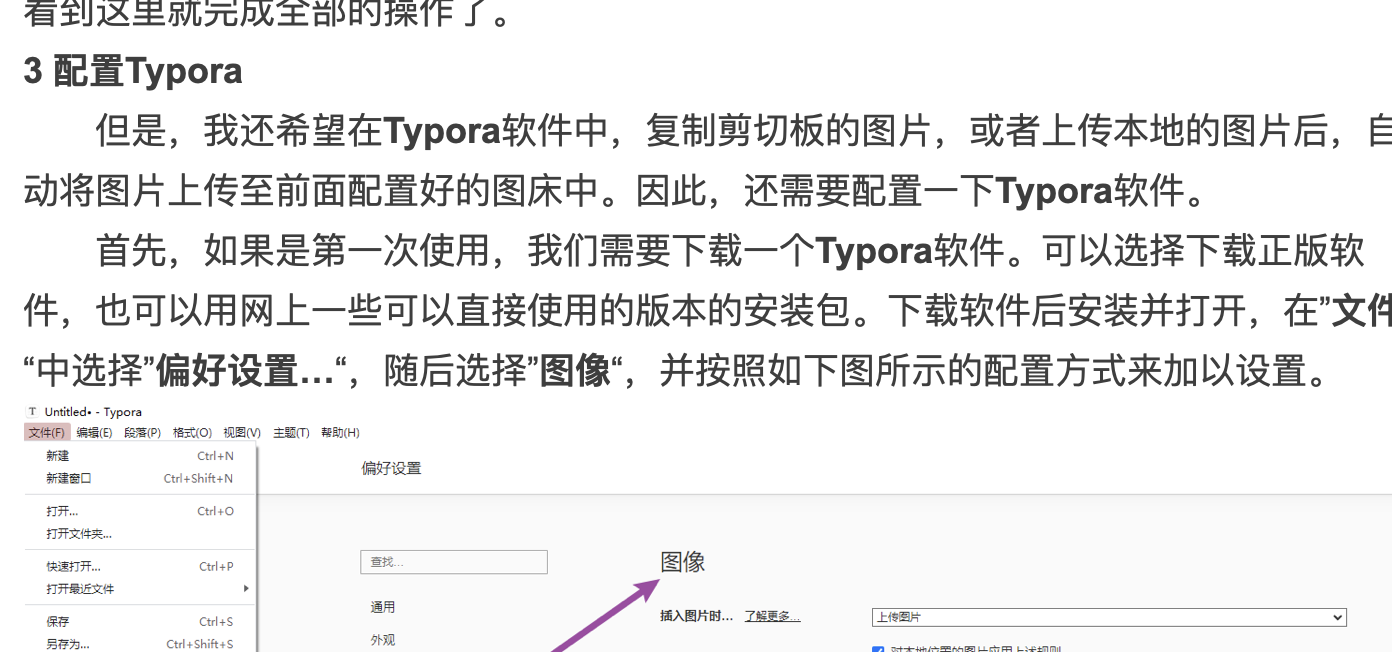 看到这里就完成全部的操作了。
3 配置Typora
但是，我还希望在Typora软件中，复制剪切板的图片，或者上传本地的图片后，自
动将图片上传至前面配置好的图床中。因此，还需要配置一下Typora软件。
首先，如果是第一次使用，我们需要下载一个Typora软件。可以选择下载正版软
件，也可以用网上一些可以直接使用的版本的安装包。下载软件后安装并打开，在”文件
“中选择”偏好设置…“，随后选择”图像“，并按照如下图所示的配置方式来加以设置。
T Untitled• - Typora
文件(F) 编辑(E) 段落(P) 格式(O) 视图(V) 主题(T) 帮助(H)
新建 Ctrl+N
偏好设置
新建窗口 Ctrl+Shift+N
打开... Ctrl+O
打开文件夹...
查找...
图像
快速打开... Ctrl+P
打开最近文件
通用
插入图片时... 了解更多...
上传图片
保存 Ctrl+S
外观
另存为... Ctrl+Shift+S
对本地位置的图片应用上述规则